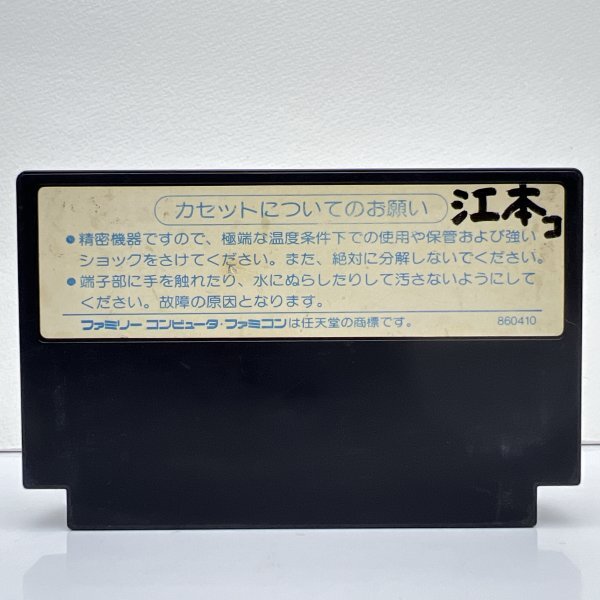 カセットについてのお願い
江本コ
●精密機器ですので、極端な温度条件下での使用や保管および強い
ショックをさけてください。また、絶対に分解しないでください。
●端子部に手を触れたり、水にぬらしたりして汚さないようにして
ください。故障の原因となります。
ファミリーコンピュータ・ファミコンは任天堂の商標です。 860410